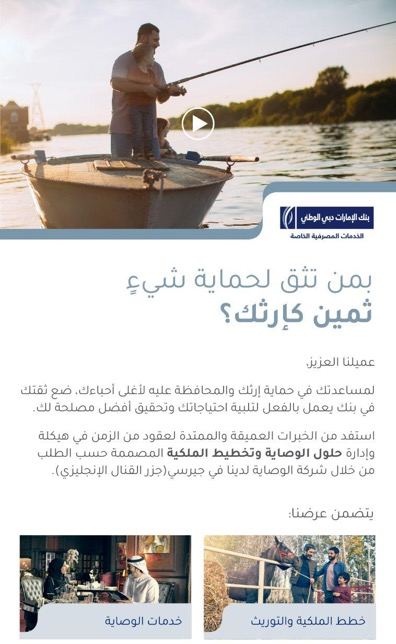 بنك الإمارات دبي الوطني
الخدمات المصرفية الخاصة
بمن تثق لحماية شيءٍ
ثمين كإرثك؟
عميلنا العزيز،
لمساعدتك في حماية إرثك والمحافظة عليه لأغلى أحباءك، ضع ثقتك
في بنك يعمل بالفعل لتلبية احتياجاتك وتحقيق أفضل مصلحة لك.
استفد من الخبرات العميقة والممتدة لعقود من الزمن في هيكلة
وإدارة حلول الوصاية وتخطيط الملكية المصممة حسب الطلب
من خلال شركة الوصاية لدينا في جيرسي(جزر القنال الإنجليزي).
يتضمن عرضنا:
خطط الملكية والتوريث
خدمات الوصاية